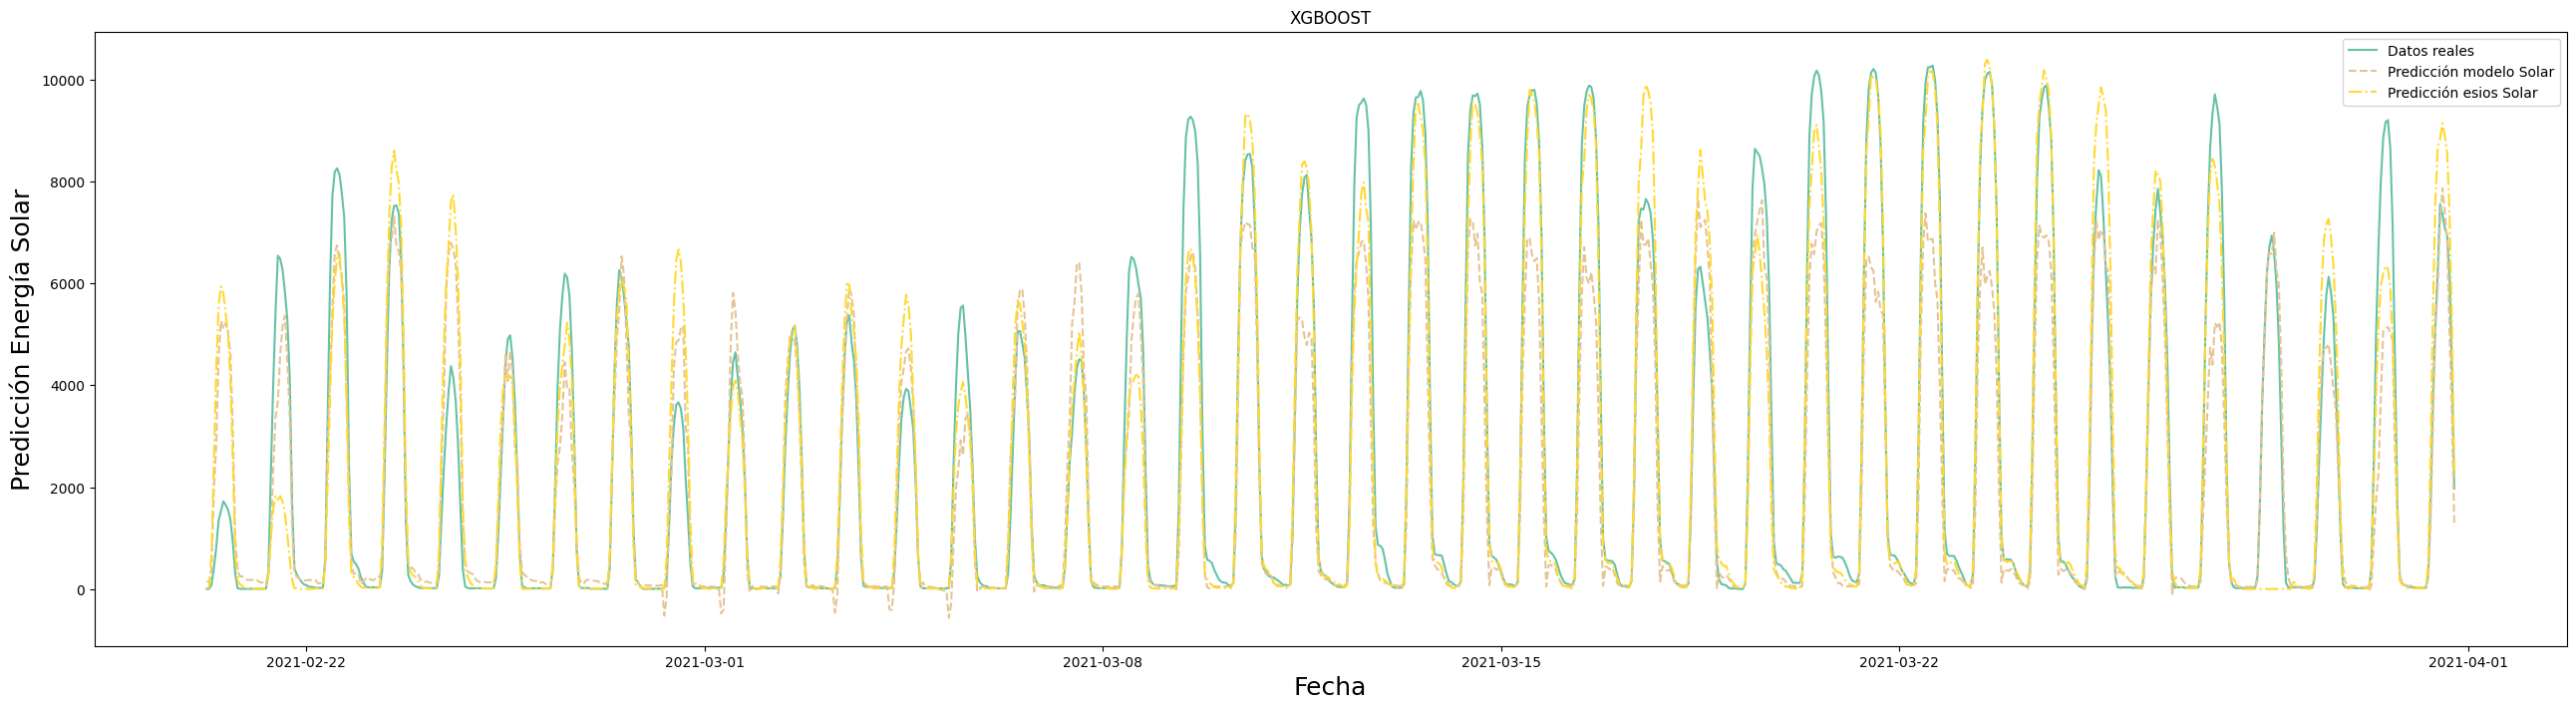 XGBOOST
Datos reales
Predicción modelo Solar
Predicción esios Solar
Predicción Energía Solar
10000
8000
6000
4000
2000
0
2021-02-22
2021-03-01
2021-03-08
2021-03-15
2021-03-22
2021-04-01
Fecha